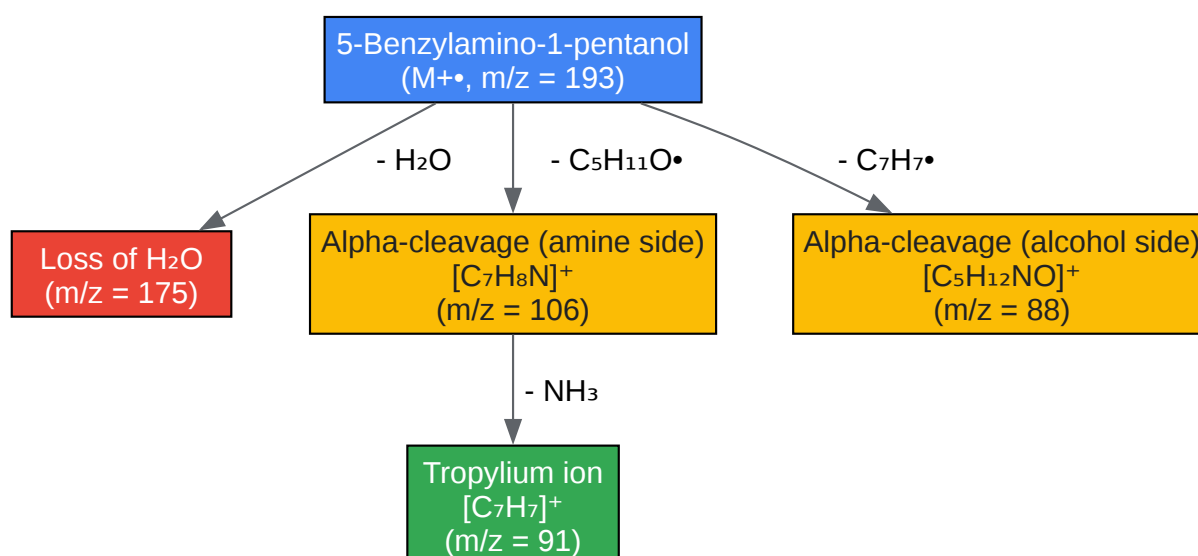 5-Benzylamino-1-pentanol
(M+•, m/z = 193)
- H₂O
- C₅H₁₁O•
- C₇H₇•
Loss of H₂O
(m/z = 175)
Alpha-cleavage (amine side)
[C₇H₈N]⁺
(m/z = 106)
Alpha-cleavage (alcohol side)
[C₅H₁₂NO]⁺
(m/z = 88)
- NH₃
Tropylium ion
[C₇H₇]⁺
(m/z = 91)